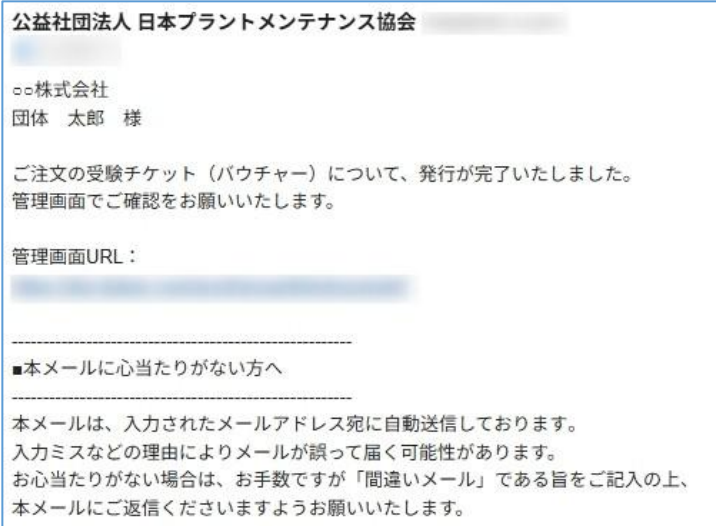 公益社団法人 日本プラントメンテナンス協会
○○株式会社
団体　太郎　様
ご注文の受験チケット（バウチャー）について、発行が完了いたしました。
管理画面でご確認をお願いいたします。
管理画面URL：
------------------------------------------------------
■本メールに心当たりがない方へ
------------------------------------------------------
本メールは、入力されたメールアドレス宛に自動送信しております。
入力ミスなどの理由によりメールが誤って届く可能性があります。
お心当たりがない場合は、お手数ですが「間違いメール」である旨をご記入の上、
本メールにご返信くださいますようお願いいたします。